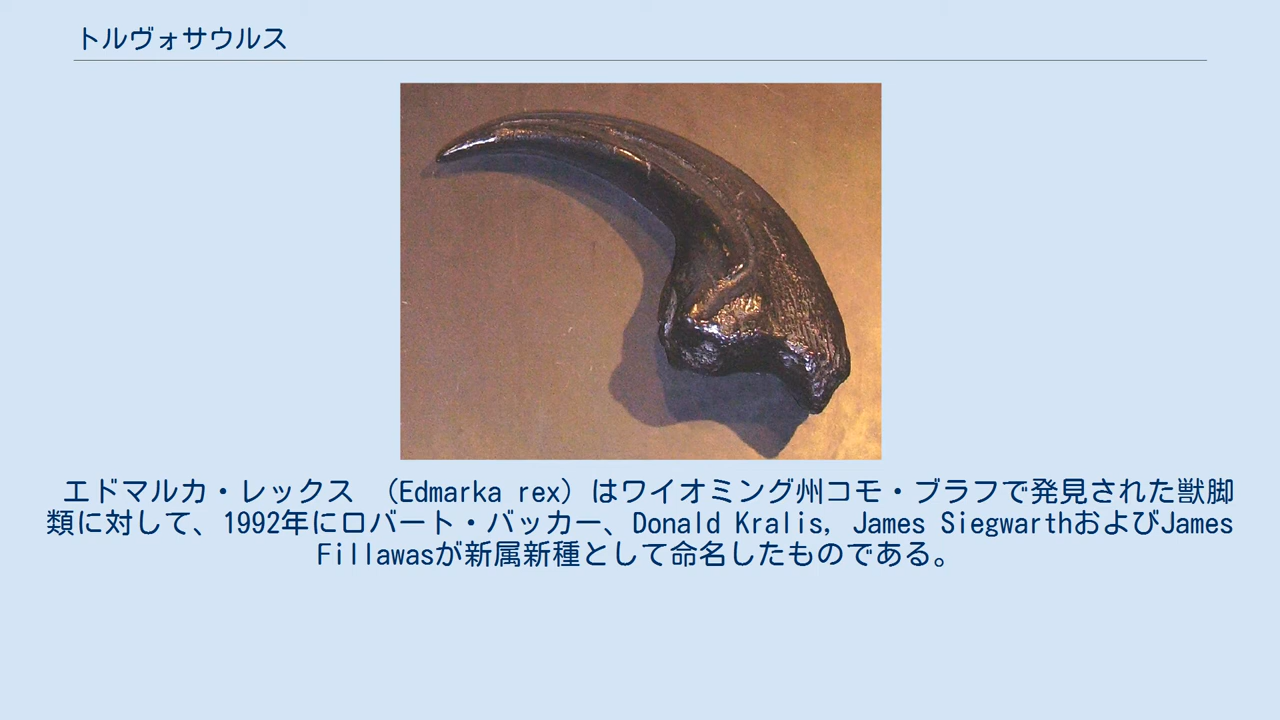 トルヴォサウルス
エドマルカ・レックス （Edmarka rex）はワイオミング州コモ・ブラフで発見された獣脚
類に対して、1992年にロバート・バッカー、Donald Kralis, James SiegwarthおよびJames
Fillawasが新属新種として命名したものである。